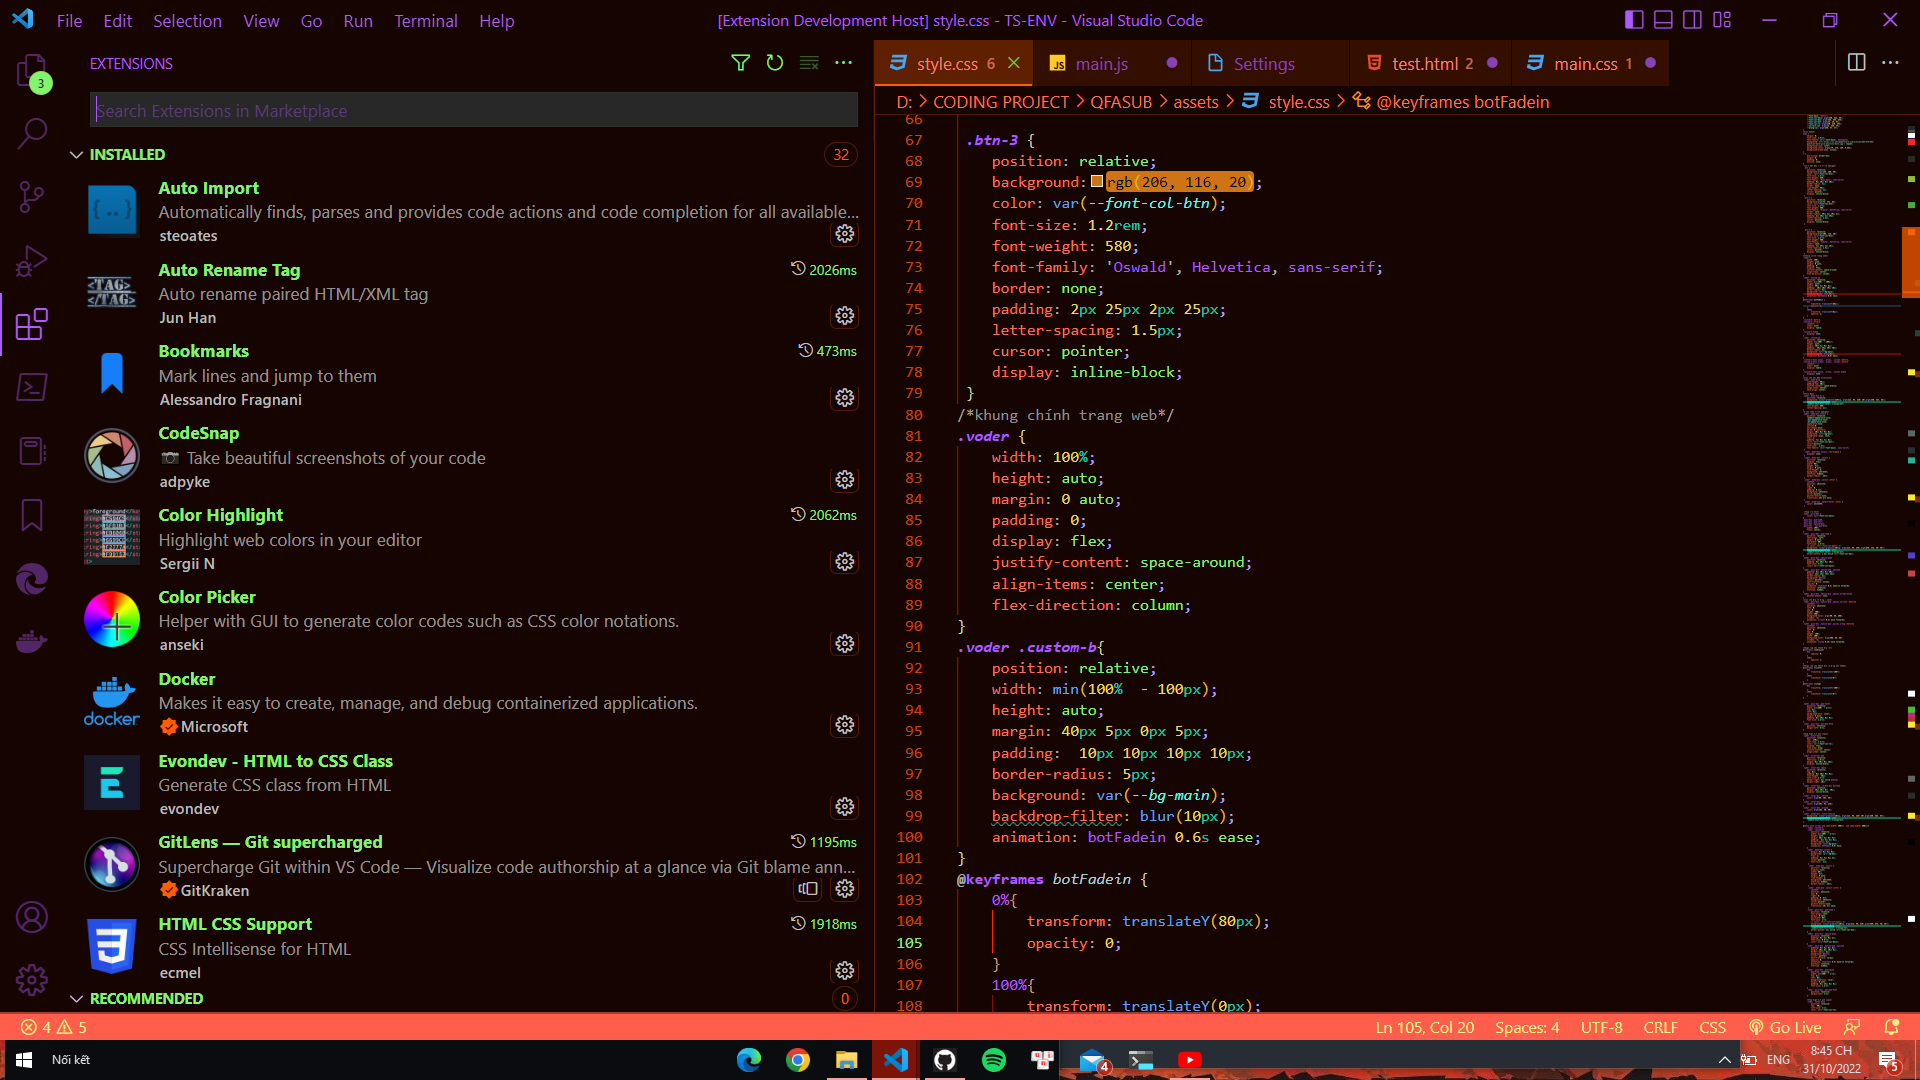 File Edit Selection View Go Run Terminal Help
[Extension Development Host] style.css - TS-ENV - Visual Studio Code
3
EXTENSIONS
Search Extensions in Marketplace
INSTALLED 32
Auto Import
Automatically finds, parses and provides code actions and code completion for all available...
steoates
Auto Rename Tag 2026ms
Auto rename paired HTML/XML tag
Jun Han
Bookmarks 473ms
Mark lines and jump to them
Alessandro Fragnani
CodeSnap
Take beautiful screenshots of your code
adpyke
Color Highlight 2062ms
Highlight web colors in your editor
Sergii N
Color Picker
Helper with GUI to generate color codes such as CSS color notations.
anseki
docker
Docker
Makes it easy to create, manage, and debug containerized applications.
Microsoft
Evondev - HTML to CSS Class
Generate CSS class from HTML
evondev
GitLens — Git supercharged 1195ms
Supercharge Git within VS Code — Visualize code authorship at a glance via Git blame ann...
GitKraken
HTML CSS Support 1918ms
CSS Intellisense for HTML
ecmel
RECOMMENDED 0
style.css 6 JS main.js Settings test.html 2 main.css 1
D: > CODING PROJECT > QFASUB > assets > style.css > @keyframes botFadein
66
67 .btn-3 {
68 position: relative;
69 background: rgb(206, 116, 20);
70 color: var(--font-col-btn);
71 font-size: 1.2rem;
72 font-weight: 580;
73 font-family: 'Oswald', Helvetica, sans-serif;
74 border: none;
75 padding: 2px 25px 2px 25px;
76 letter-spacing: 1.5px;
77 cursor: pointer;
78 display: inline-block;
79 }
80 /*khung chính trang web*/
81 .voder {
82 width: 100%;
83 height: auto;
84 margin: 0 auto;
85 padding: 0;
86 display: flex;
87 justify-content: space-around;
88 align-items: center;
89 flex-direction: column;
90 }
91 .voder .custom-b{
92 position: relative;
93 width: min(100% - 100px);
94 height: auto;
95 margin: 40px 5px 0px 5px;
96 padding: 10px 10px 10px 10px;
97 border-radius: 5px;
98 background: var(--bg-main);
99 backdrop-filter: blur(10px);
100 animation: botFadein 0.6s ease;
101 }
102 @keyframes botFadein {
103 0%{
104 transform: translateY(80px);
105 opacity: 0;
106 }
107 100%{
108 transform: translateY(0px);
4 5 Ln 105, Col 20 Spaces: 4 UTF-8 CRLF CSS Go Live
Nối kết 4 ENG 8:45 CH
31/10/2022 5